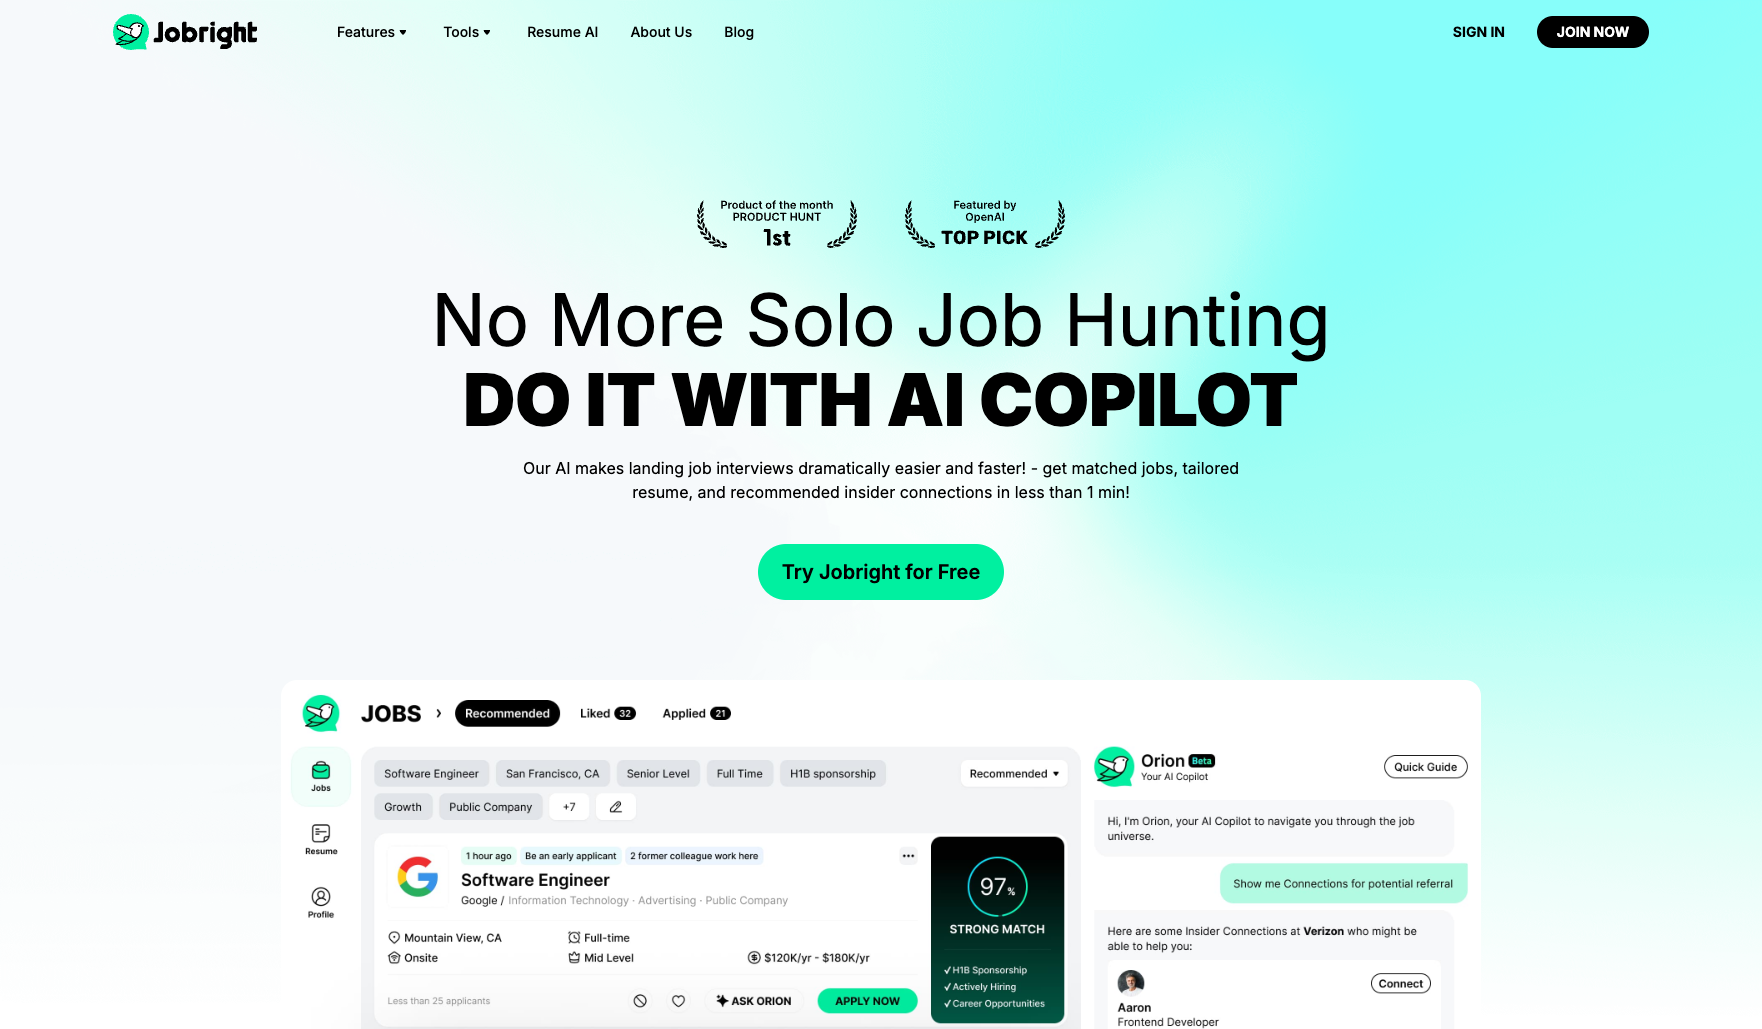 Jobright
Features
Tools
Resume AI
About Us
Blog
SIGN IN
JOIN NOW
Product of the month
PRODUCT HUNT
1st
Featured by
OpenAI
TOP PICK
No More Solo Job Hunting
DO IT WITH AI COPILOT
Our AI makes landing job interviews dramatically easier and faster! - get matched jobs, tailored
resume, and recommended insider connections in less than 1 min!
Try Jobright for Free
JOBS
Recommended
Liked 32
Applied 21
Jobs
Resume
Profile
Software Engineer
San Francisco, CA
Senior Level
Full Time
H1B sponsorship
Recommended
Growth
Public Company
+7
1 hour ago
Be an early applicant
2 former colleague work here
Software Engineer
Google / Information Technology · Advertising · Public Company
Mountain View, CA
Full-time
Onsite
Mid Level
$120K/yr - $180K/yr
Less than 25 applicants
ASK ORION
APPLY NOW
97%
STRONG MATCH
✓ H1B Sponsorship
✓ Actively Hiring
✓ Career Opportunities
Orion Beta
Your AI Copilot
Quick Guide
Hi, I'm Orion, your AI Copilot to navigate you through the job
universe.
Show me Connections for potential referral
Here are some Insider Connections at Verizon who might be
able to help you:
Connect
Aaron
Frontend Developer